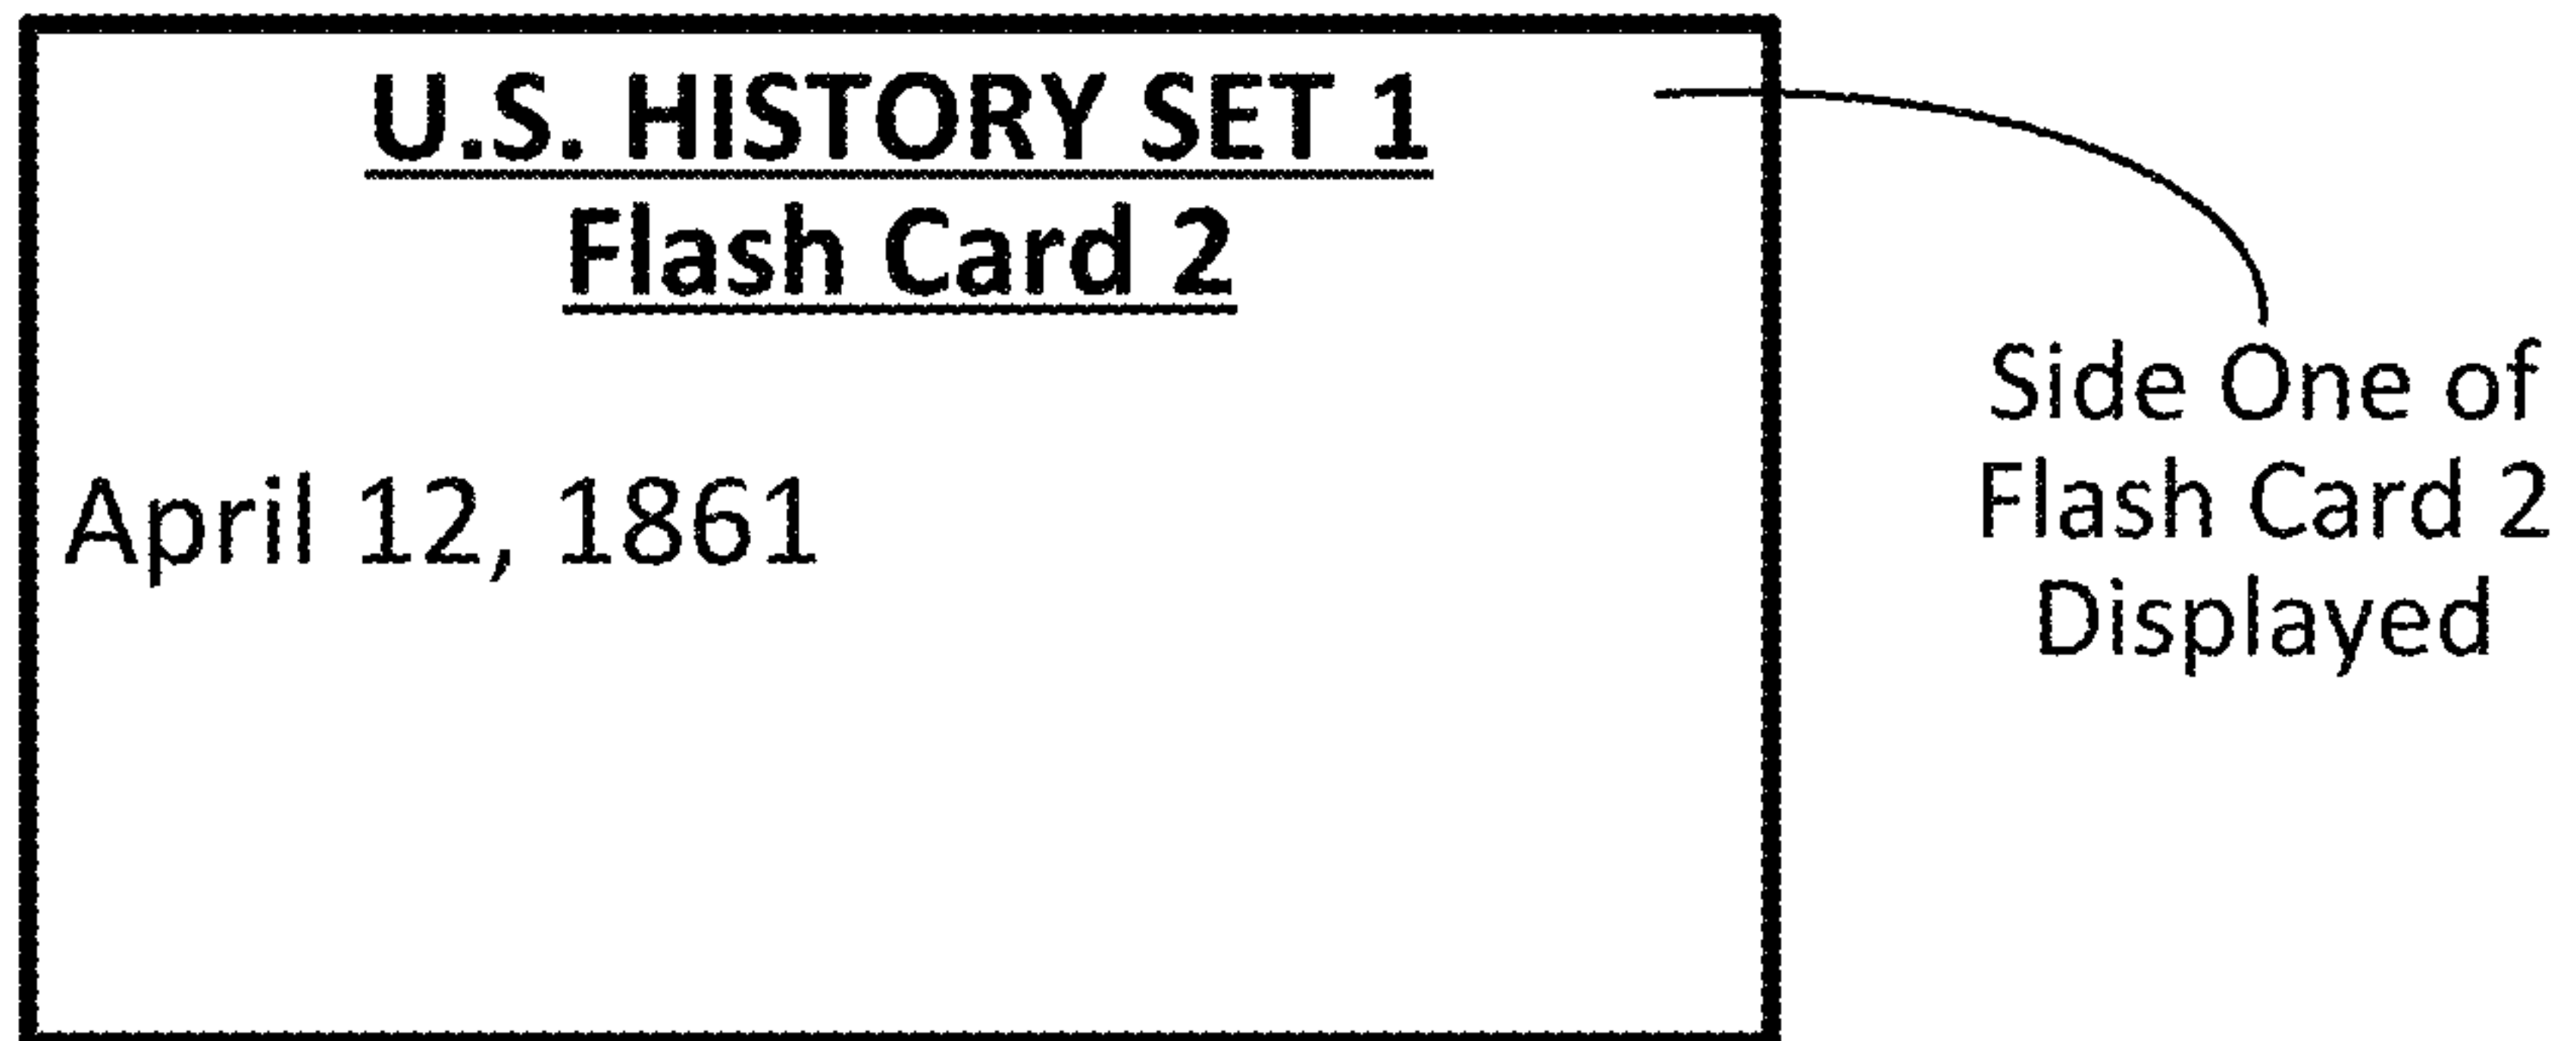 U.S. HISTORY SET 1
Flash Card 2
April 12, 1861
Side One of
Flash Card 2
Displayed